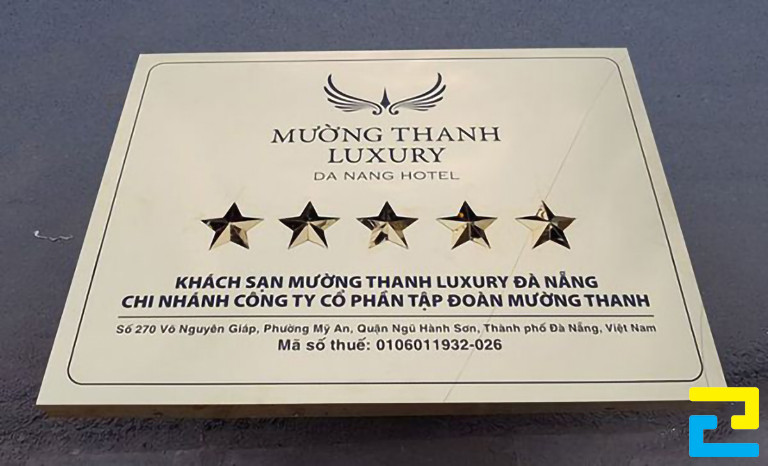 MƯỜNG THANH
LUXURY
DA NANG HOTEL
KHÁCH SẠN MƯỜNG THANH LUXURY ĐÀ NẴNG
CHI NHÁNH CÔNG TY CỔ PHẦN TẬP ĐOÀN MƯỜNG THANH
Số 270 Võ Nguyên Giáp, Phường Mỹ An, Quận Ngũ Hành Sơn, Thành phố Đà Nẵng, Việt Nam
Mã số thuế: 0106011932-026